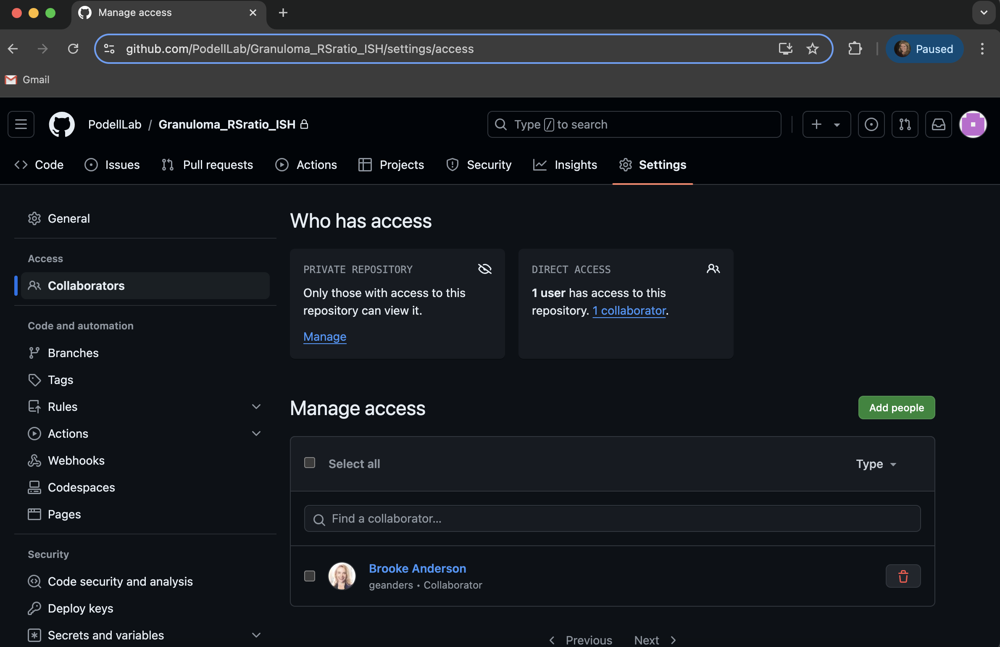 Manage access
github.com/PodellLab/Granuloma_RSratio_ISH/settings/access
Paused
Gmail
PodellLab / Granuloma_RSratio_ISH
Type / to search
Code
Issues
Pull requests
Actions
Projects
Security
Insights
Settings
General
Access
Collaborators
Code and automation
Branches
Tags
Rules
Actions
Webhooks
Codespaces
Pages
Security
Code security and analysis
Deploy keys
Secrets and variables
Who has access
PRIVATE REPOSITORY
Only those with access to this
repository can view it.
Manage
DIRECT ACCESS
1 user has access to this
repository. 1 collaborator.
Manage access
Add people
Select all
Type
Find a collaborator...
Brooke Anderson
geanders • Collaborator
Previous
Next